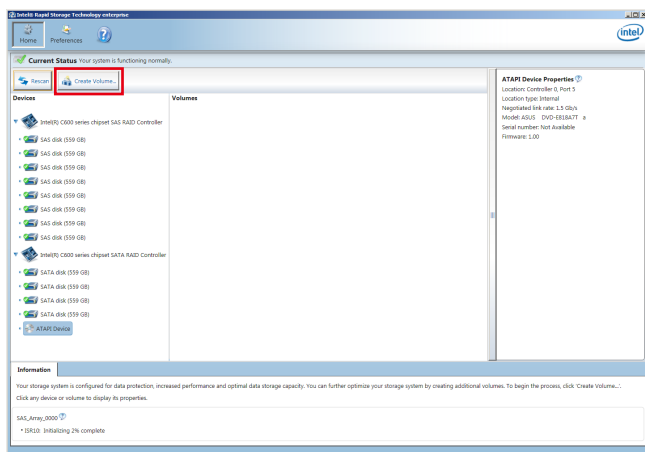 Intel® Rapid Storage Technology enterprise
Home
Preferences
intel
Current Status Your system is functioning normally.
Rescan
Create Volume...
Devices
Volumes
Intel(R) C600 series chipset SAS RAID Controller
SAS disk (559 GB)
SAS disk (559 GB)
SAS disk (559 GB)
SAS disk (559 GB)
SAS disk (559 GB)
SAS disk (559 GB)
SAS disk (559 GB)
SAS disk (559 GB)
Intel(R) C600 series chipset SATA RAID Controller
SATA disk (559 GB)
SATA disk (559 GB)
SATA disk (559 GB)
SATA disk (559 GB)
ATAPI Device
ATAPI Device Properties
Location: Controller 0, Port 5
Location type: Internal
Negotiated link rate: 1.5 Gb/s
Model: ASUS DVD-E818A7T a
Serial number: Not Available
Firmware: 1.00
Information
Your storage system is configured for data protection, increased performance and optimal data storage capacity. You can further optimize your storage system by creating additional volumes. To begin the process, click 'Create Volume...'.
Click any device or volume to display its properties.
SAS_Array_0000
• ISR10: Initializing 2% complete